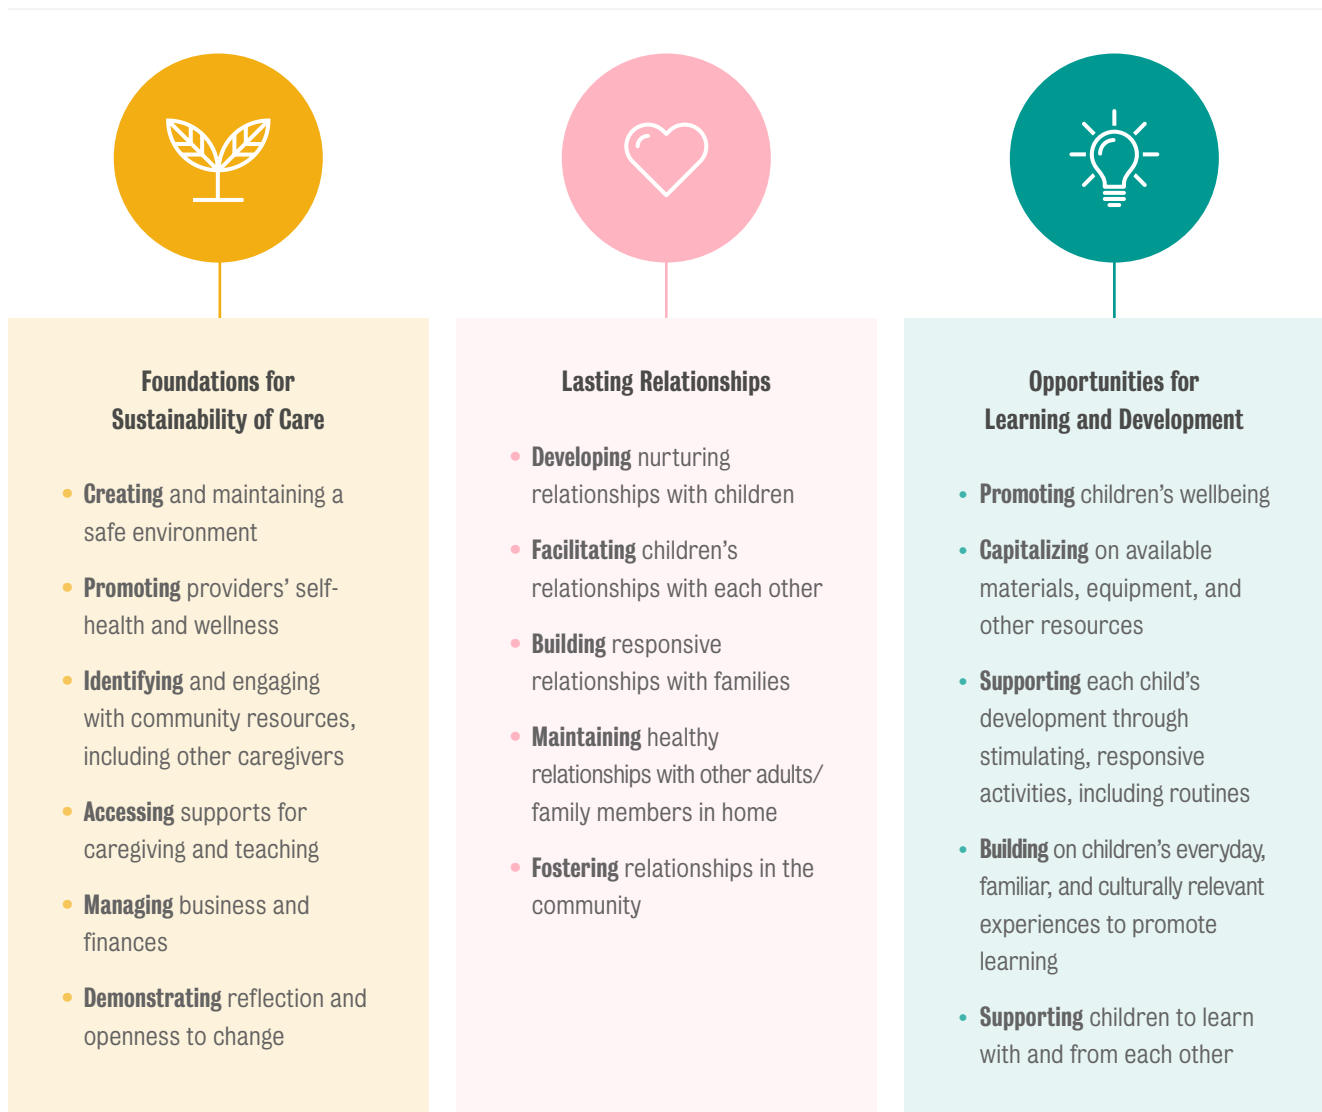 Foundations for
Sustainability of Care
• Creating and maintaining a
safe environment
• Promoting providers’ self-
health and wellness
• Identifying and engaging
with community resources,
including other caregivers
• Accessing supports for
caregiving and teaching
• Managing business and
finances
• Demonstrating reflection and
openness to change
Lasting Relationships
• Developing nurturing
relationships with children
• Facilitating children’s
relationships with each other
• Building responsive
relationships with families
• Maintaining healthy
relationships with other adults/
family members in home
• Fostering relationships in the
community
Opportunities for
Learning and Development
• Promoting children’s wellbeing
• Capitalizing on available
materials, equipment, and
other resources
• Supporting each child’s
development through
stimulating, responsive
activities, including routines
• Building on children’s everyday,
familiar, and culturally relevant
experiences to promote
learning
• Supporting children to learn
with and from each other